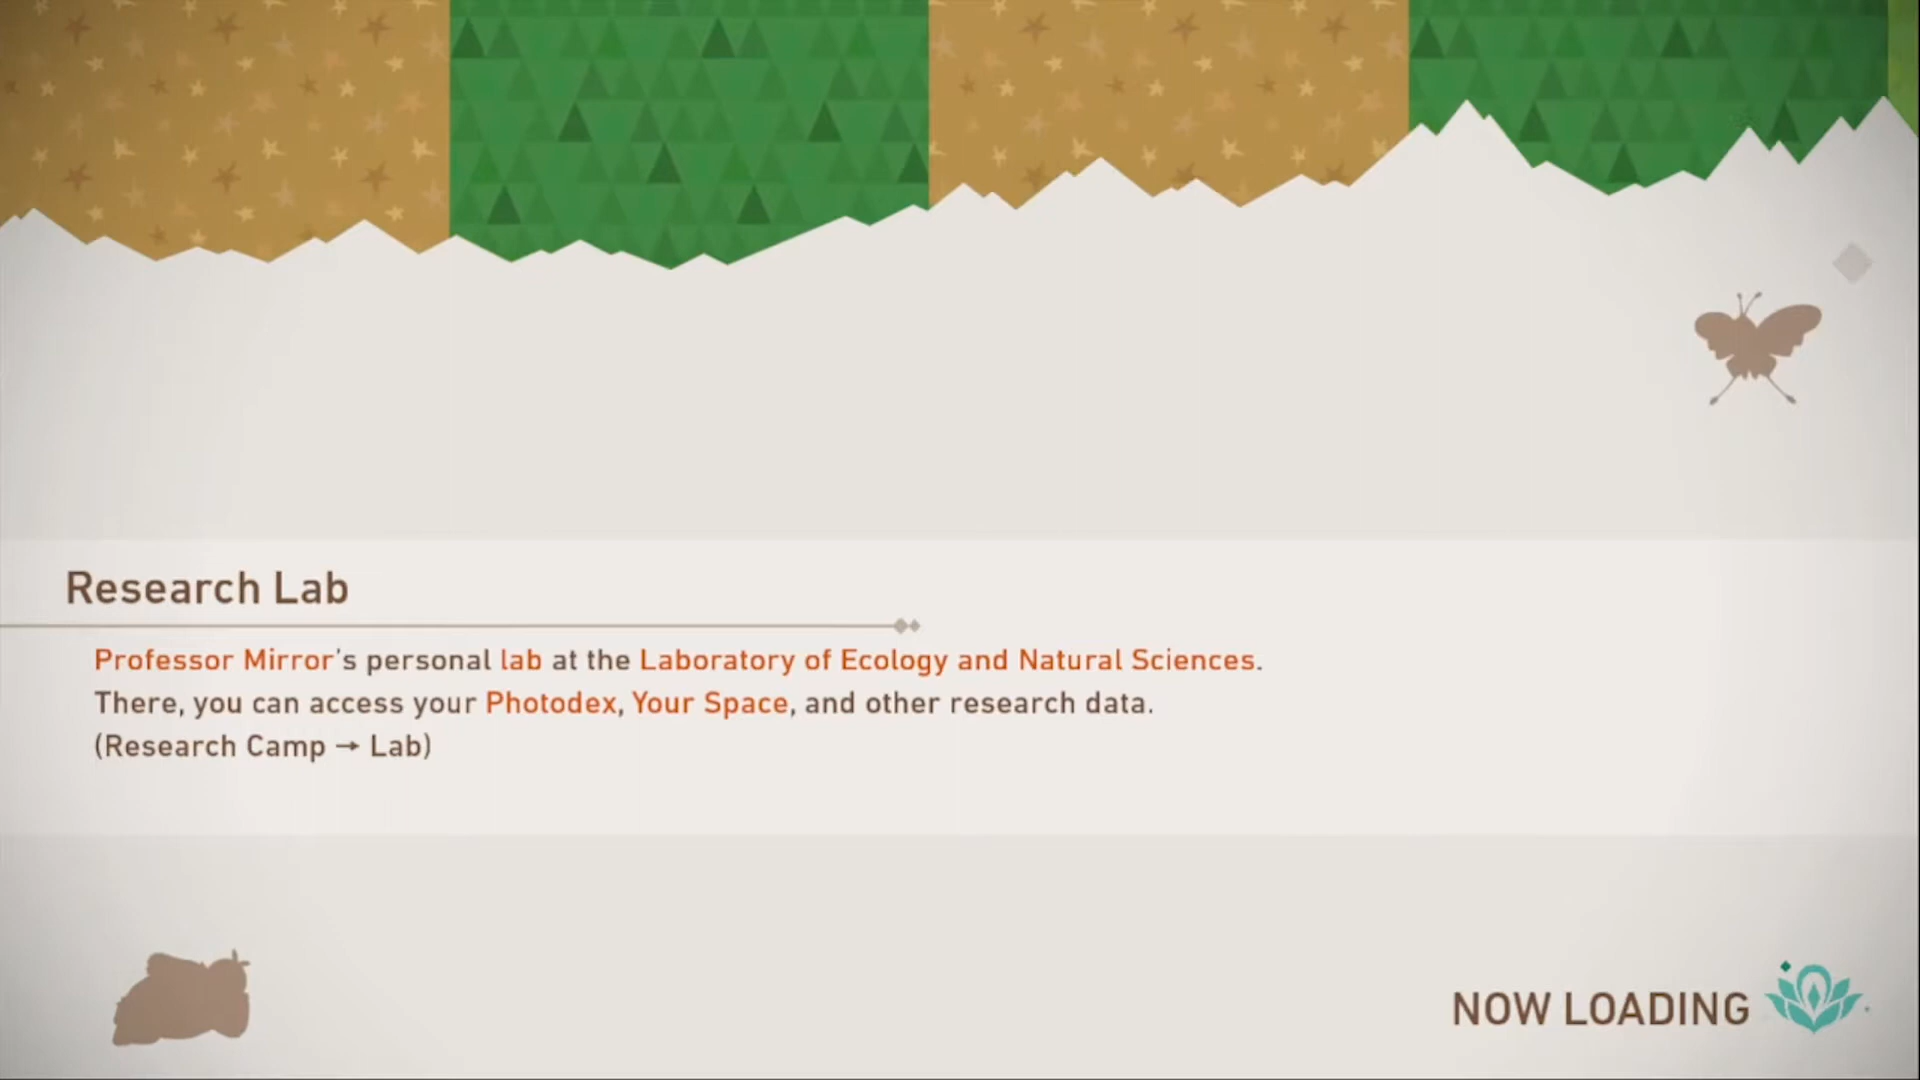 Research Lab
Professor Mirror's personal lab at the Laboratory of Ecology and Natural Sciences.
There, you can access your Photodex, Your Space, and other research data.
(Research Camp → Lab)
NOW LOADING